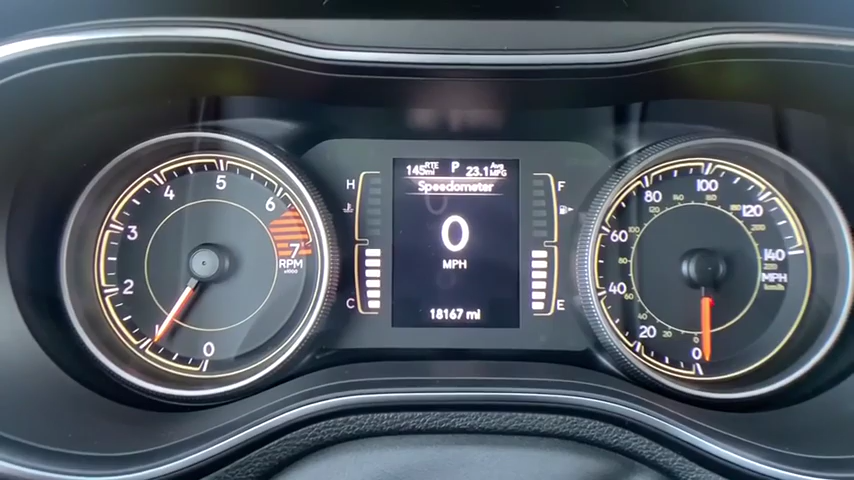 145mi RTE P 23.1 Avg MPG
Speedometer
0
MPH
18167 mi
H
C
F
E
0
1
2
3
4
5
6
7
RPM
x1000
0
20
40
60
80
100
120
140
MPH
km/h
20